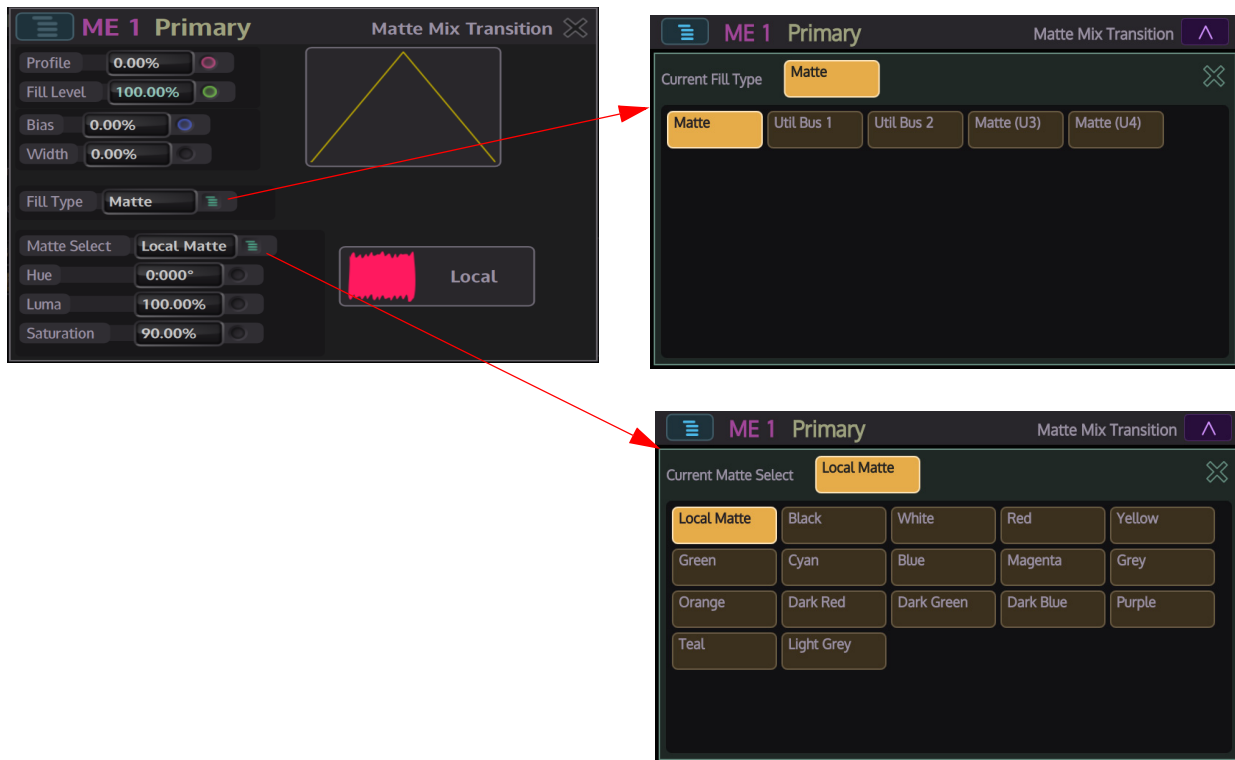 ME 1 Primary Matte Mix Transition
Profile 0.00%
Fill Level 100.00%
Bias 0.00%
Width 0.00%
Fill Type Matte
Matte Select Local Matte
Hue 0:000°
Luma 100.00%
Saturation 90.00%
Local
ME 1 Primary Matte Mix Transition
Current Fill Type Matte
Matte Util Bus 1 Util Bus 2 Matte (U3) Matte (U4)
ME 1 Primary Matte Mix Transition
Current Matte Select Local Matte
Local Matte Black White Red Yellow
Green Cyan Blue Magenta Grey
Orange Dark Red Dark Green Dark Blue Purple
Teal Light Grey